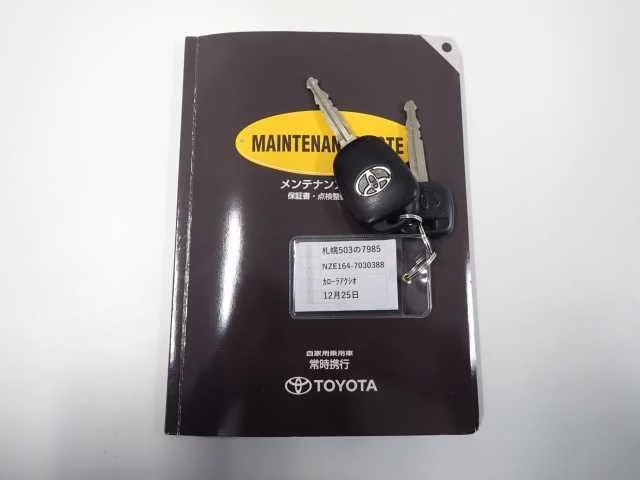 MAINTENAN
TE
メンテナンス
保証書・点検整
札幌503の7985
NZE164-7030388
ｶﾛｰﾗｱｸｼｵ
12月25日
自家用乗用車
常時携行
TOYOTA